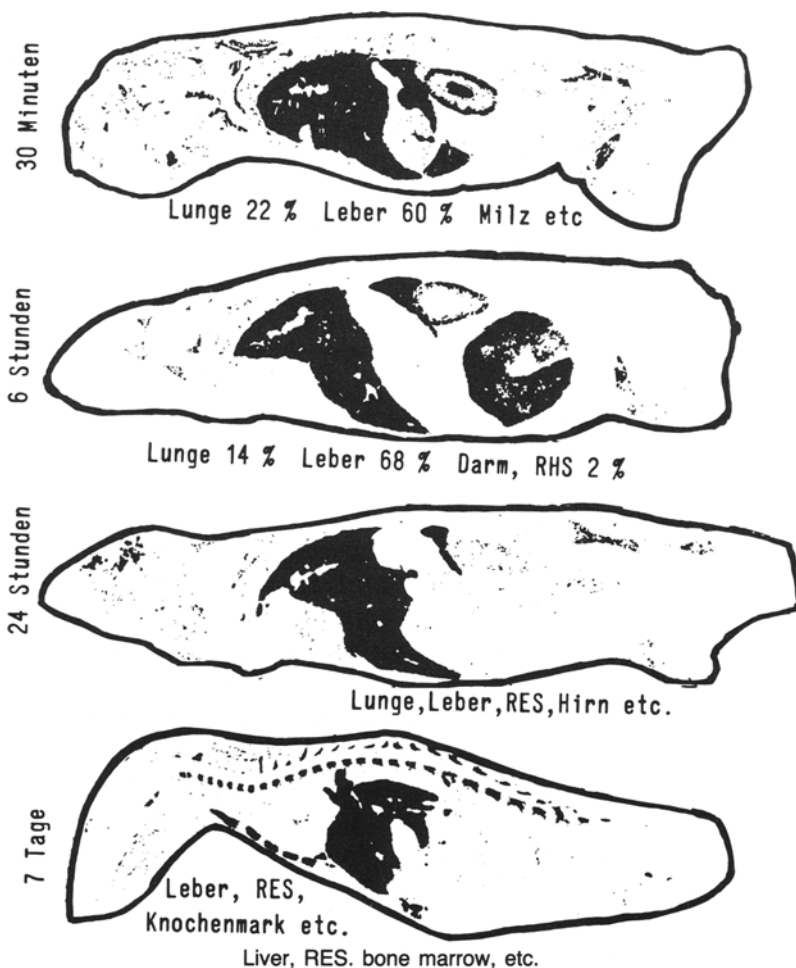 30 Minuten
Lunge 22 % Leber 60 % Milz etc
6 Stunden
Lunge 14 % Leber 68 % Darm, RHS 2 %
24 Stunden
Lunge,Leber,RES,Hirn etc.
7 Tage
Leber, RES,
Knochenmark etc.
Liver, RES. bone marrow, etc.